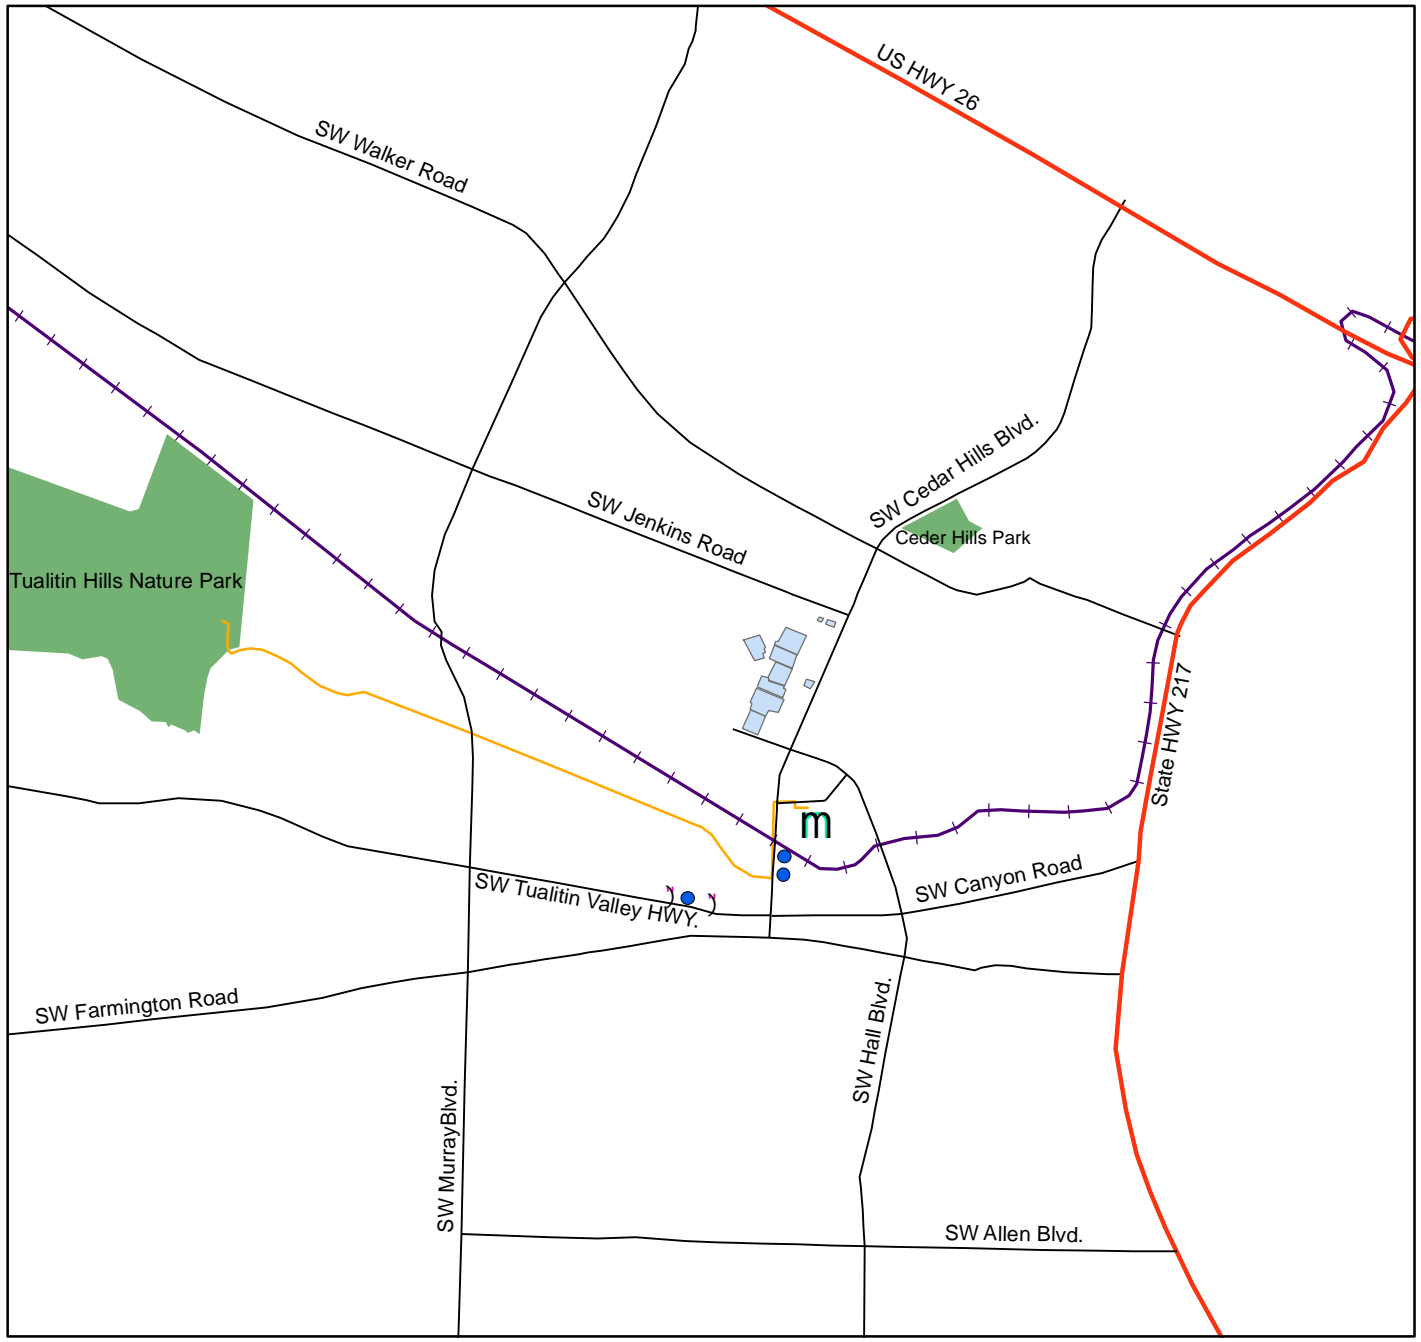 US HWY 26
SW Walker Road
SW Cedar Hills Blvd.
SW Jenkins Road
Ceder Hills Park
Tualitin Hills Nature Park
State HWY 217
m
SW Canyon Road
SW Tualitin Valley HWY.
SW Farmington Road
SW Hall Blvd.
SW MurrayBlvd.
SW Allen Blvd.